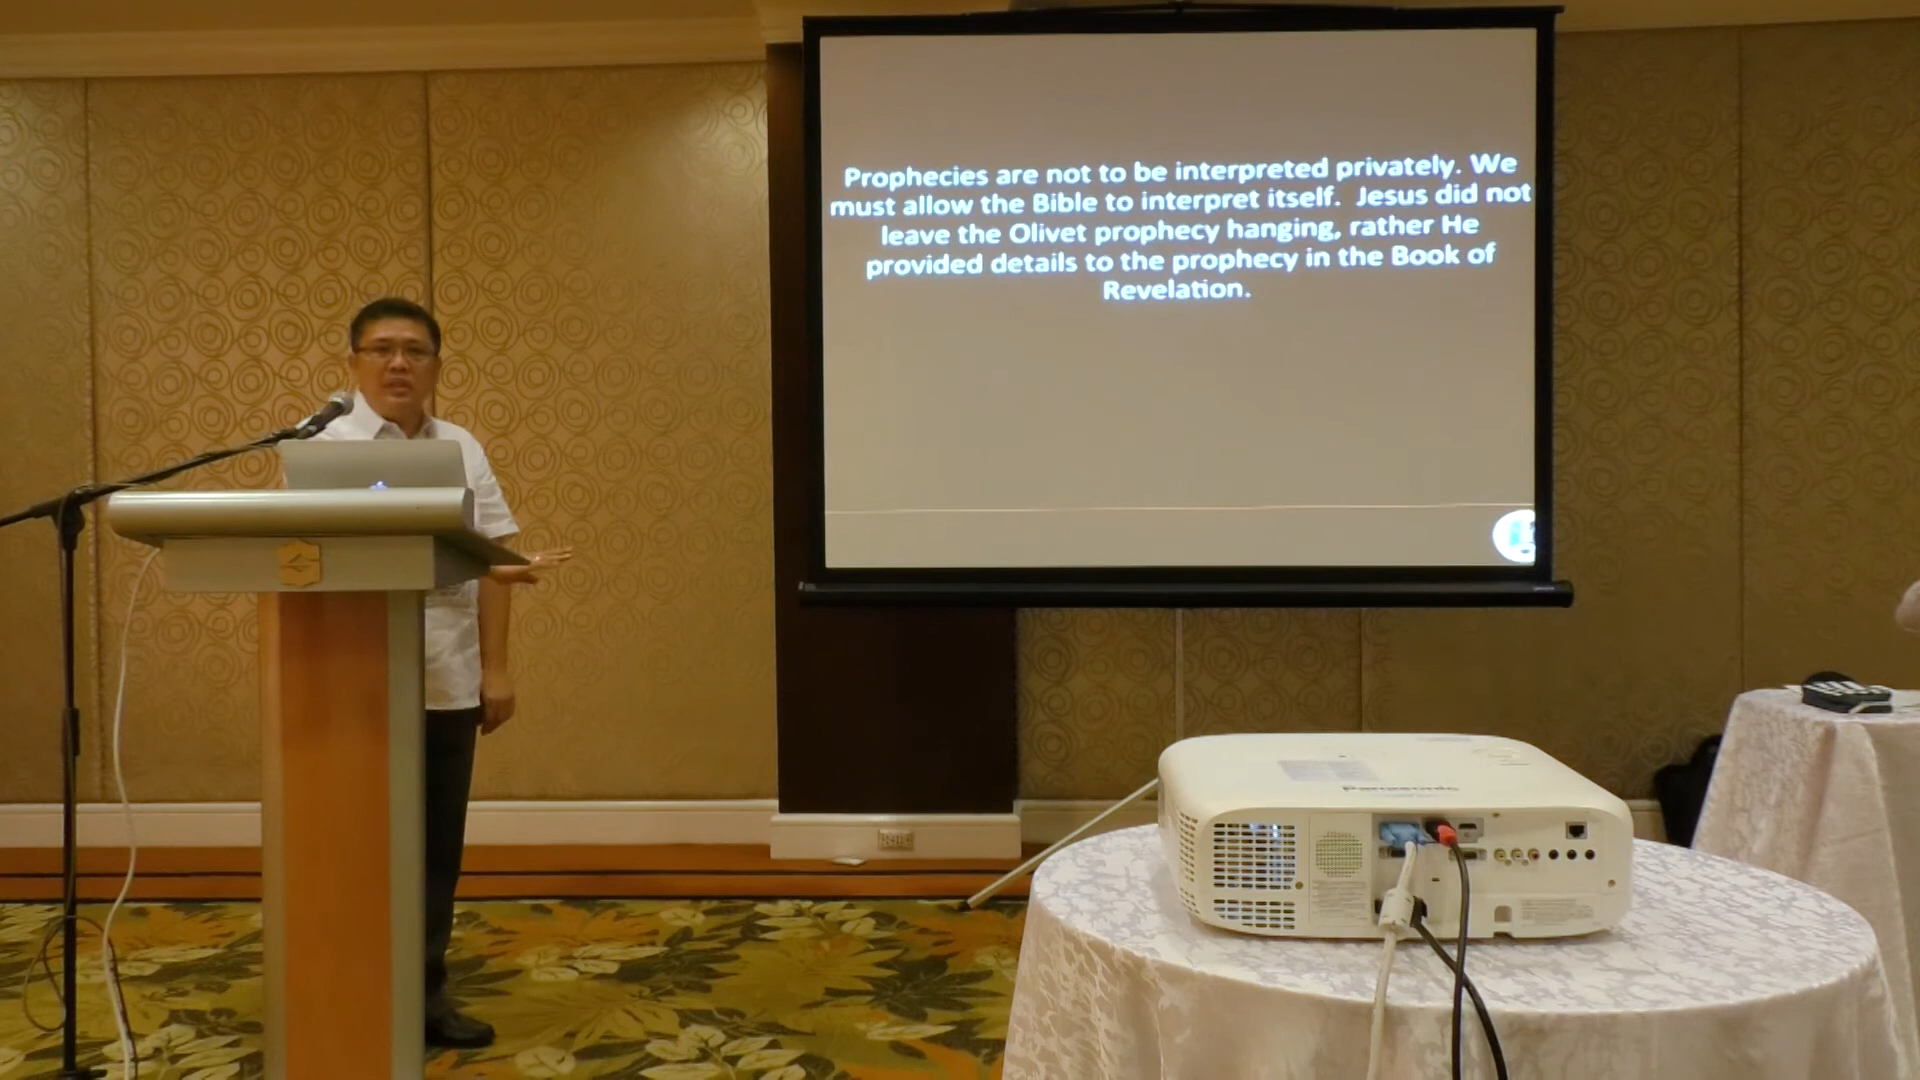 Prophecies are not to be interpreted privately. We
must allow the Bible to interpret itself. Jesus did not
leave the Olivet prophecy hanging, rather He
provided details to the prophecy in the Book of
Revelation.
Panasonic